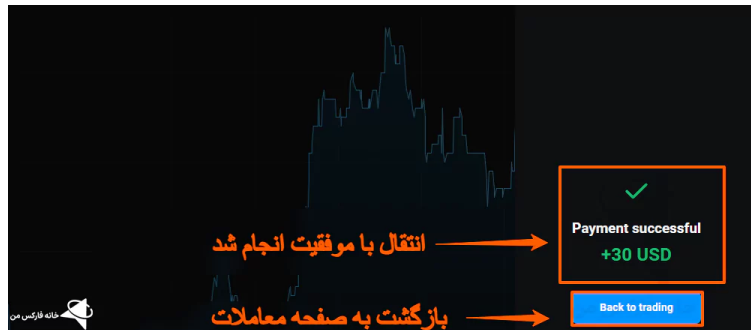 Payment successful
+30 USD
انتقال با موفقیت انجام شد
Back to trading
بازگشت به صفحه معاملات
خانه فارکس من